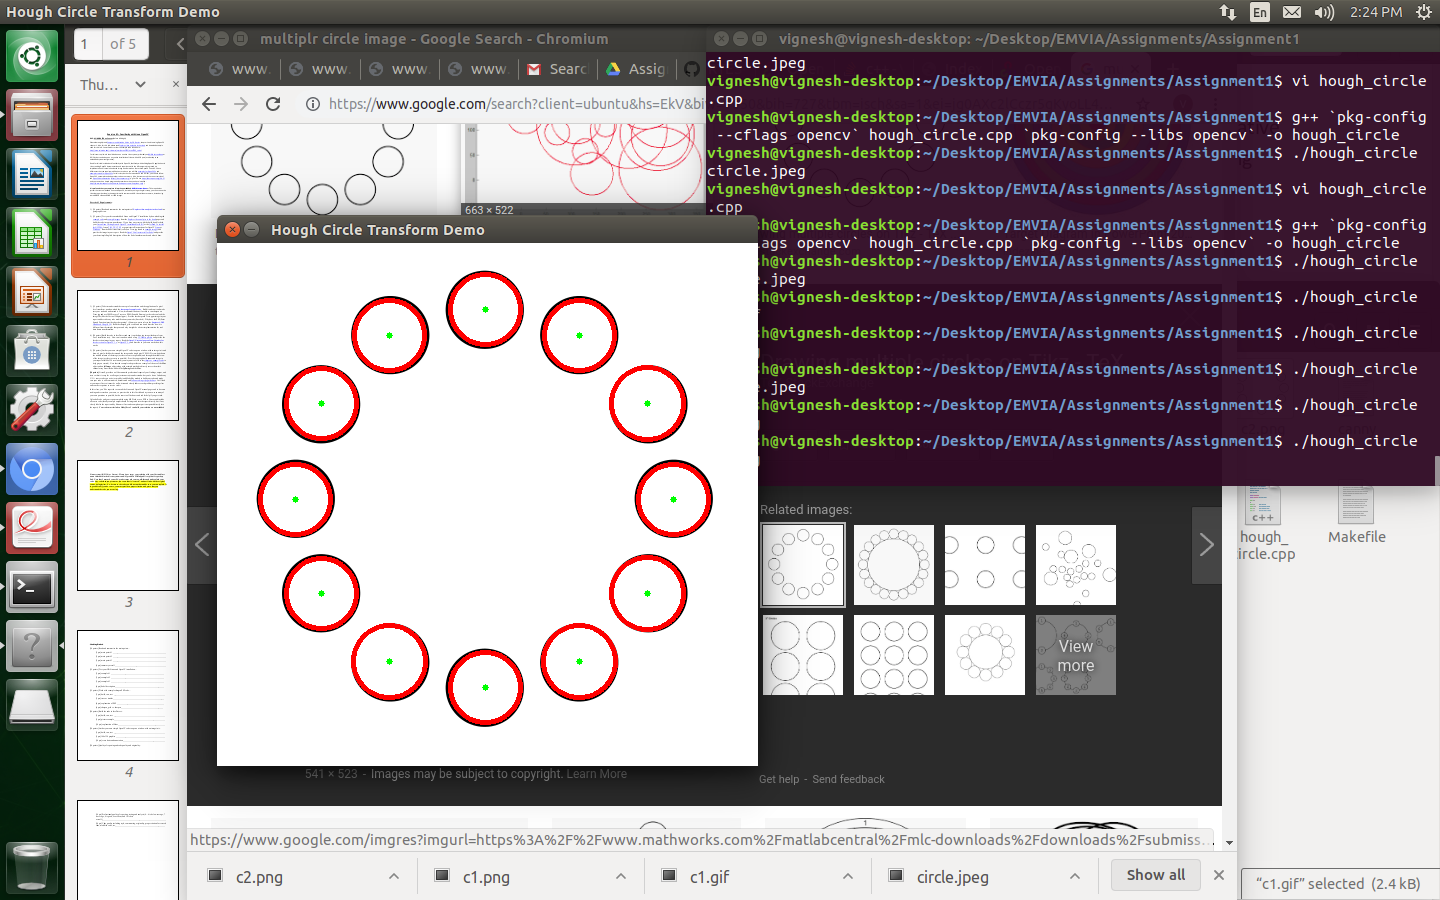 Hough Circle Transform Demo
En
2:24 PM
1 of 5
Thu...
1
2
3
4
multiplr circle image - Google Search - Chromium
www.
www.
www.
www.
Searc
Assig
https://www.google.com/search?client=ubuntu&hs=EkV&bi
663 × 522
vignesh@vignesh-desktop: ~/Desktop/EMVIA/Assignments/Assignment1
circle.jpeg
vignesh@vignesh-desktop:~/Desktop/EMVIA/Assignments/Assignment1$ vi hough_circle
.cpp
vignesh@vignesh-desktop:~/Desktop/EMVIA/Assignments/Assignment1$ g++ `pkg-config
--cflags opencv` hough_circle.cpp `pkg-config --libs opencv` -o hough_circle
vignesh@vignesh-desktop:~/Desktop/EMVIA/Assignments/Assignment1$ ./hough_circle
circle.jpeg
vignesh@vignesh-desktop:~/Desktop/EMVIA/Assignments/Assignment1$ vi hough_circle
.cpp
sh@vignesh-desktop:~/Desktop/EMVIA/Assignments/Assignment1$ g++ `pkg-config
lags opencv` hough_circle.cpp `pkg-config --libs opencv` -o hough_circle
sh@vignesh-desktop:~/Desktop/EMVIA/Assignments/Assignment1$ ./hough_circle
e.jpeg
sh@vignesh-desktop:~/Desktop/EMVIA/Assignments/Assignment1$ ./hough_circle
sh@vignesh-desktop:~/Desktop/EMVIA/Assignments/Assignment1$ ./hough_circle
sh@vignesh-desktop:~/Desktop/EMVIA/Assignments/Assignment1$ ./hough_circle
e.jpeg
sh@vignesh-desktop:~/Desktop/EMVIA/Assignments/Assignment1$ ./hough_circle
sh@vignesh-desktop:~/Desktop/EMVIA/Assignments/Assignment1$ ./hough_circle
Hough Circle Transform Demo
Related images:
View
more
541 × 523 - Images may be subject to copyright. Learn More
Get help - Send feedback
c++
hough_
circle.cpp
Makefile
https://www.google.com/imgres?imgurl=https%3A%2F%2Fwww.mathworks.com%2Fmatlabcentral%2Fmlc-downloads%2Fdownloads%2Fsubmiss...
c2.png
c1.png
c1.gif
circle.jpeg
Show all
"c1.gif" selected (2.4 kB)